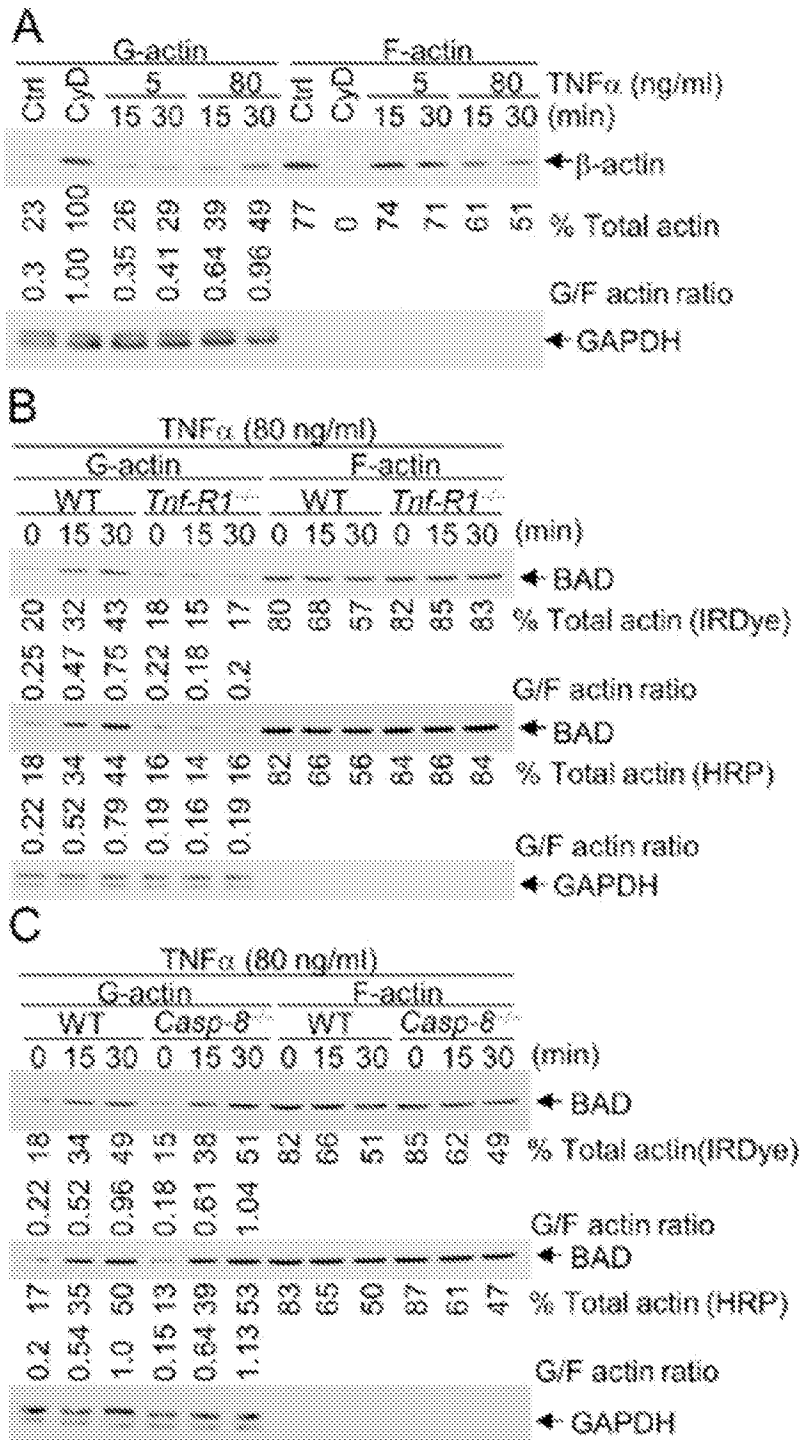 A
G-actin F-actin
Ctrl CyD 5 80 Ctrl CyD 5 80 TNFα (ng/ml)
15 30 15 30 15 30 15 30 (min)
β-actin
23 100 26 29 39 49 77 0 74 71 61 51 % Total actin
0.3 1.00 0.35 0.41 0.64 0.96 G/F actin ratio
GAPDH
B
TNFα (80 ng/ml)
G-actin F-actin
WT Tnf-R1-/- WT Tnf-R1-/-
0 15 30 0 15 30 0 15 30 0 15 30 (min)
BAD
20 32 43 18 15 17 80 68 57 82 85 83 % Total actin (IRDye)
0.25 0.47 0.75 0.22 0.18 0.2 G/F actin ratio
BAD
18 34 44 16 14 16 82 66 56 84 86 84 % Total actin (HRP)
0.22 0.52 0.79 0.19 0.16 0.19 G/F actin ratio
GAPDH
C
TNFα (80 ng/ml)
G-actin F-actin
WT Casp-8-/- WT Casp-8-/-
0 15 30 0 15 30 0 15 30 0 15 30 (min)
BAD
18 34 49 15 38 51 82 66 51 85 62 49 % Total actin(IRDye)
0.22 0.52 0.96 0.18 0.61 1.04 G/F actin ratio
BAD
17 35 50 13 39 53 83 65 50 87 61 47 % Total actin (HRP)
0.2 0.54 1.0 0.15 0.64 1.13 G/F actin ratio
GAPDH